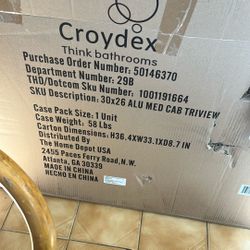 Croydex
Think bathrooms
Purchase Order Number: 50146370
Department Number: 29B
THD/Dotcom Sku Number: 1001191664
SKU Name: 30x26 ALU MED CAB TRIVIEW
Case Pack Size: 1 Unit
Case Weight: 58 Lbs
Carton Dimensions: H36.4XW33.1XD8.7 IN
Distributed By
The Home Depot USA
2455 Paces Ferry Road, N.W.
Atlanta, GA 30339
MADE IN CHINA
HECHO EN CHINA